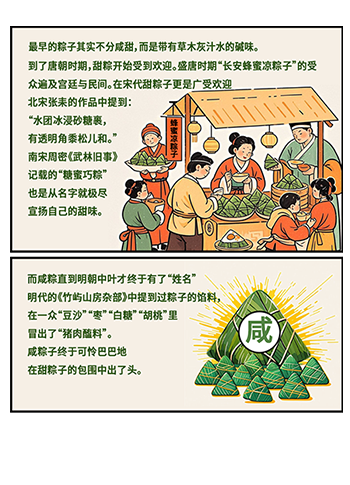 最早的粽子其实不分咸甜，而是带有草木灰汁水的碱味。
到了唐朝时期，甜粽开始受到欢迎。盛唐时期“长安蜂蜜凉粽子”的受
众遍及宫廷与民间。在宋代甜粽子更是广受欢迎
北宋张耒的作品中提到：
“水团冰浸砂糖裹，
有透明角黍松儿和。”
南宋周密《武林旧事》
记载的“糖蜜巧粽”
也是从名字就极尽
宣扬自己的甜味。
蜂蜜凉粽子
而咸粽直到明朝中叶才终于有了“姓名”
明代的《竹屿山房杂部》中提到过粽子的馅料，
在一众“豆沙”“枣”“白糖”“胡桃”里
冒出了“猪肉醢料”。
咸粽子终于可怜巴巴地
在甜粽子的包围中出了头。
咸